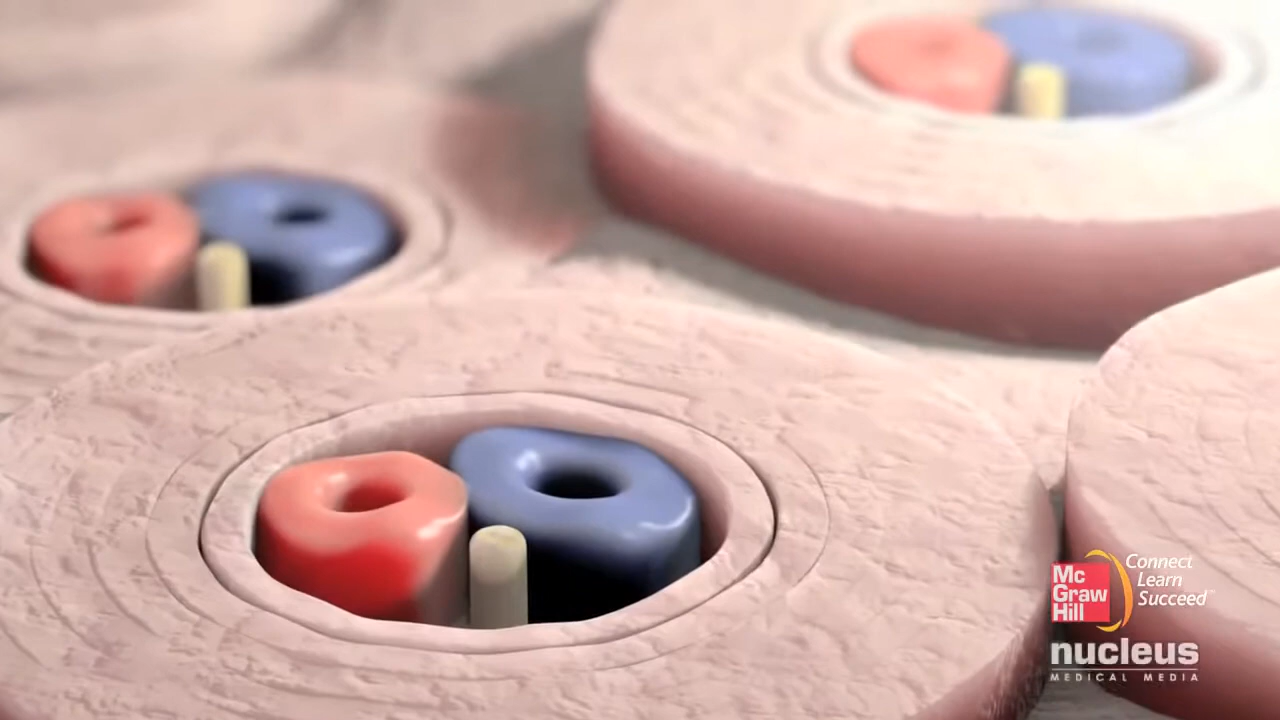 Mc
Graw
Hill
Connect
Learn
Succeed
nucleus
MEDICAL MEDIA